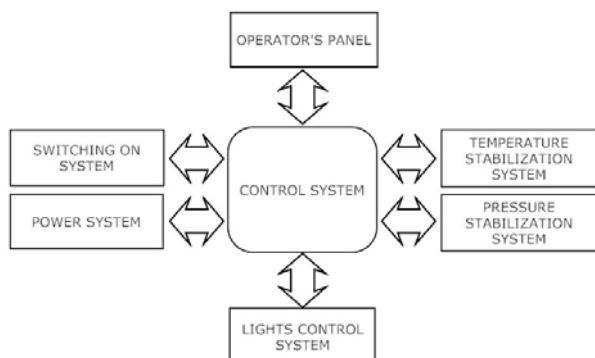 OPERATOR'S PANEL
SWITCHING ON
SYSTEM
POWER SYSTEM
CONTROL SYSTEM
TEMPERATURE
STABILIZATION
SYSTEM
PRESSURE
STABILIZATION
SYSTEM
LIGHTS CONTROL
SYSTEM